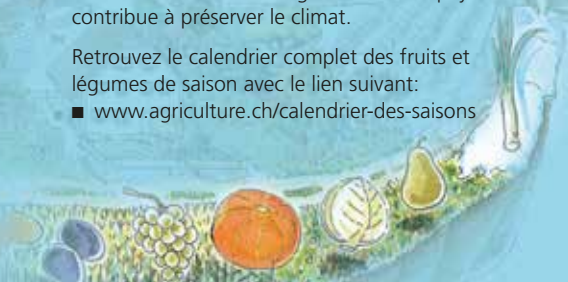 contribue à préserver le climat.
Retrouvez le calendrier complet des fruits et
légumes de saison avec le lien suivant:
■ www.agriculture.ch/calendrier-des-saisons